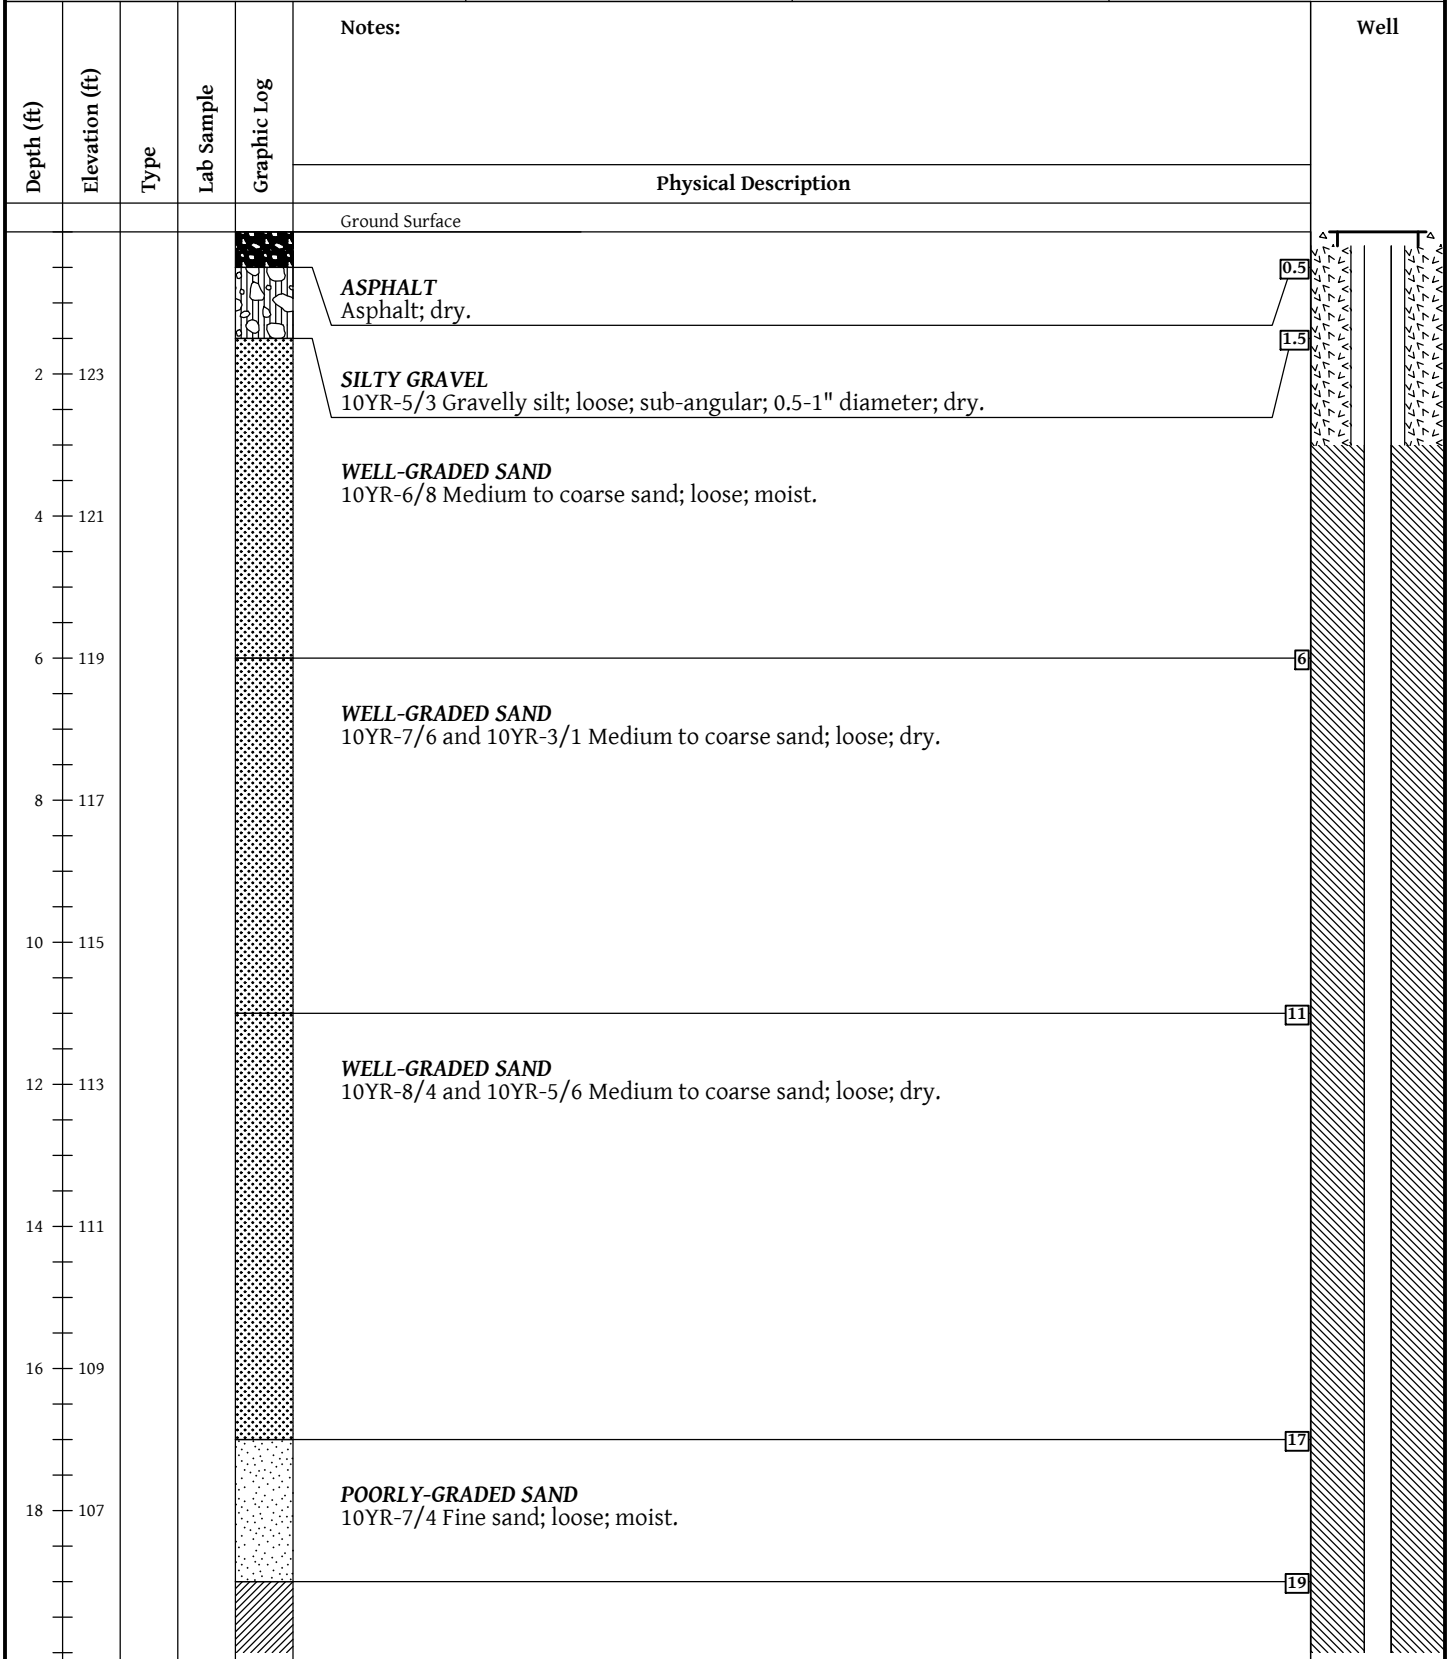 Notes:
Well
Depth (ft)
Elevation (ft)
Type
Lab Sample
Graphic Log
Physical Description
Ground Surface
0.5
ASPHALT
Asphalt; dry.
1.5
2
123
SILTY GRAVEL
10YR-5/3 Gravelly silt; loose; sub-angular; 0.5-1" diameter; dry.
WELL-GRADED SAND
10YR-6/8 Medium to coarse sand; loose; moist.
4
121
6
119
6
WELL-GRADED SAND
10YR-7/6 and 10YR-3/1 Medium to coarse sand; loose; dry.
8
117
10
115
11
WELL-GRADED SAND
10YR-8/4 and 10YR-5/6 Medium to coarse sand; loose; dry.
12
113
14
111
16
109
17
POORLY-GRADED SAND
10YR-7/4 Fine sand; loose; moist.
18
107
19